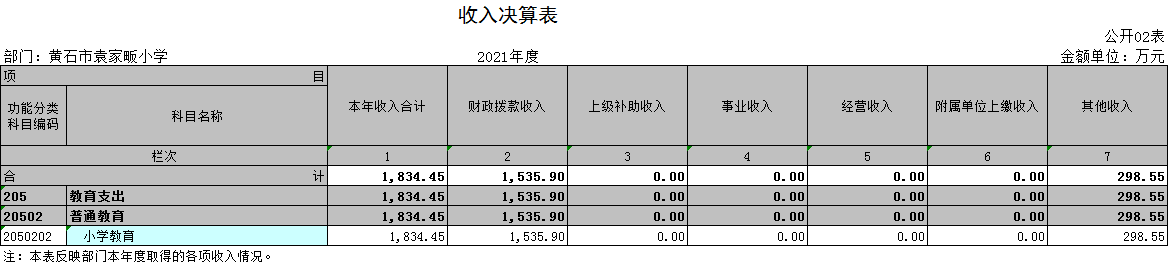 收入决算表
公开02表
部门：黄石市袁家畈小学 2021年度 金额单位：万元
项 目 本年收入合计 财政拨款收入 上级补助收入 事业收入 经营收入 附属单位上缴收入 其他收入
功能分类科目编码 科目名称
栏次 1 2 3 4 5 6 7
合 计 1,834.45 1,535.90 0.00 0.00 0.00 0.00 298.55
205 教育支出 1,834.45 1,535.90 0.00 0.00 0.00 0.00 298.55
20502 普通教育 1,834.45 1,535.90 0.00 0.00 0.00 0.00 298.55
2050202 小学教育 1,834.45 1,535.90 0.00 0.00 0.00 0.00 298.55
注：本表反映部门本年度取得的各项收入情况。